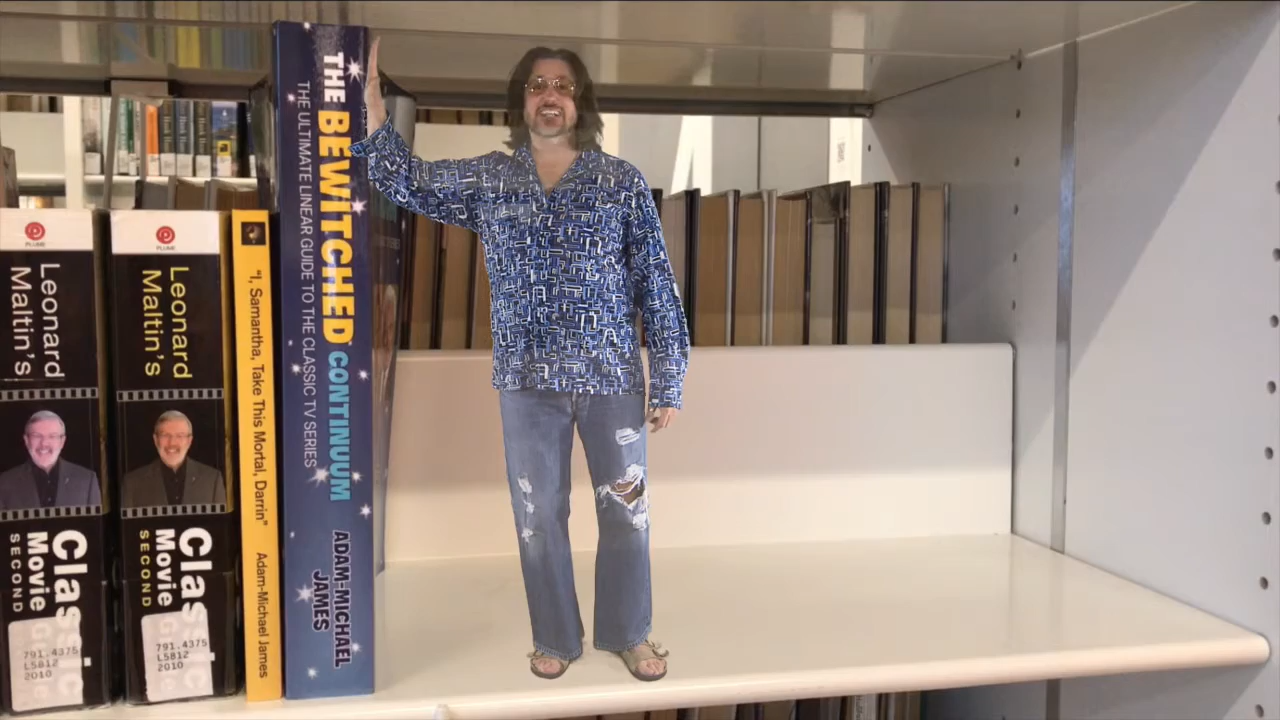 PLUME
Leonard
Maltin's
Classic
Movie
SECOND
791.4375
L5812
2010
PLUME
Leonard
Maltin's
Classic
Movie
SECOND
791.4375
L5812
2010
"I, Samantha, Take This Mortal, Darrin" Adam-Michael James
THE BEWITCHED CONTINUUM
THE ULTIMATE LINEAR GUIDE TO THE CLASSIC TV SERIES
ADAM-MICHAEL
JAMES